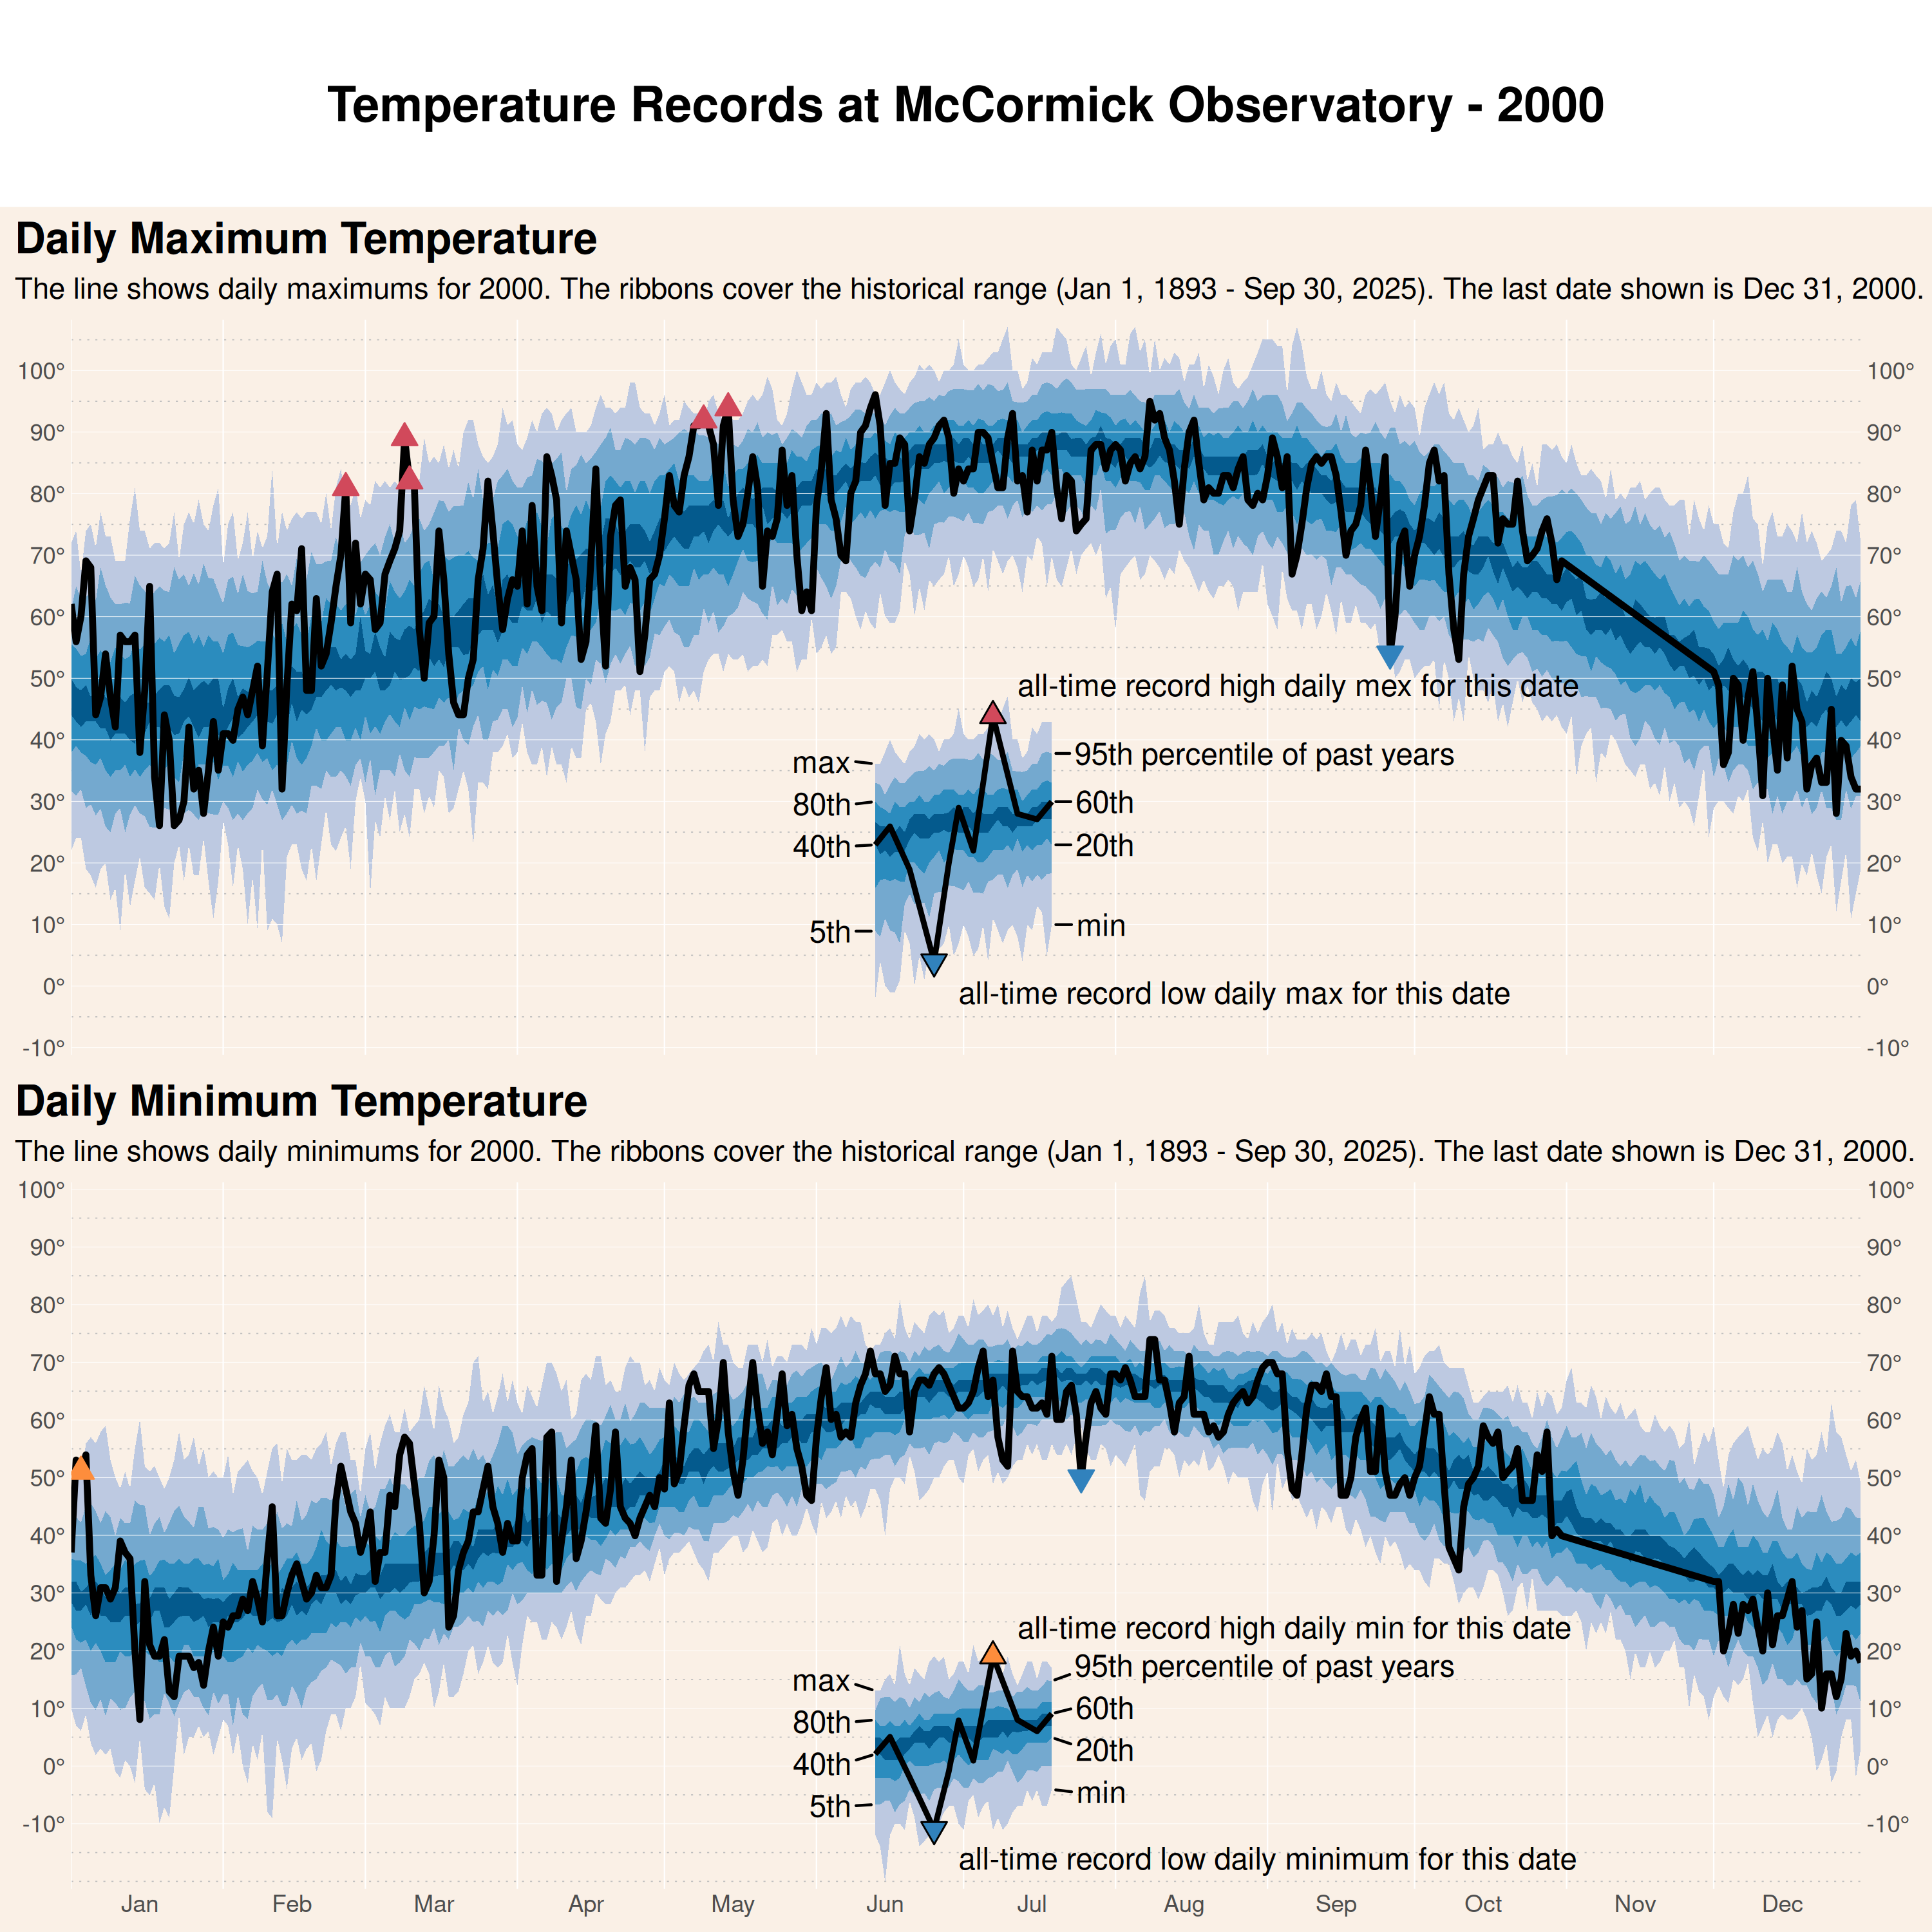 Temperature Records at McCormick Observatory - 2000
Daily Maximum Temperature
The line shows daily maximums for 2000. The ribbons cover the historical range (Jan 1, 1893 - Sep 30, 2025). The last date shown is Dec 31, 2000.
100° 100°
90° 90°
80° 80°
70° 70°
60° 60°
50° 50°
40° 40°
30° 30°
20° 20°
10° 10°
0° 0°
-10° -10°
all-time record high daily mex for this date
max 95th percentile of past years
80th 60th
40th 20th
5th min
all-time record low daily max for this date
Daily Minimum Temperature
The line shows daily minimums for 2000. The ribbons cover the historical range (Jan 1, 1893 - Sep 30, 2025). The last date shown is Dec 31, 2000.
100° 100°
90° 90°
80° 80°
70° 70°
60° 60°
50° 50°
40° 40°
30° 30°
20° 20°
10° 10°
0° 0°
-10° -10°
all-time record high daily min for this date
max 95th percentile of past years
80th 60th
40th 20th
5th min
all-time record low daily minimum for this date
Jan Feb Mar Apr May Jun Jul Aug Sep Oct Nov Dec